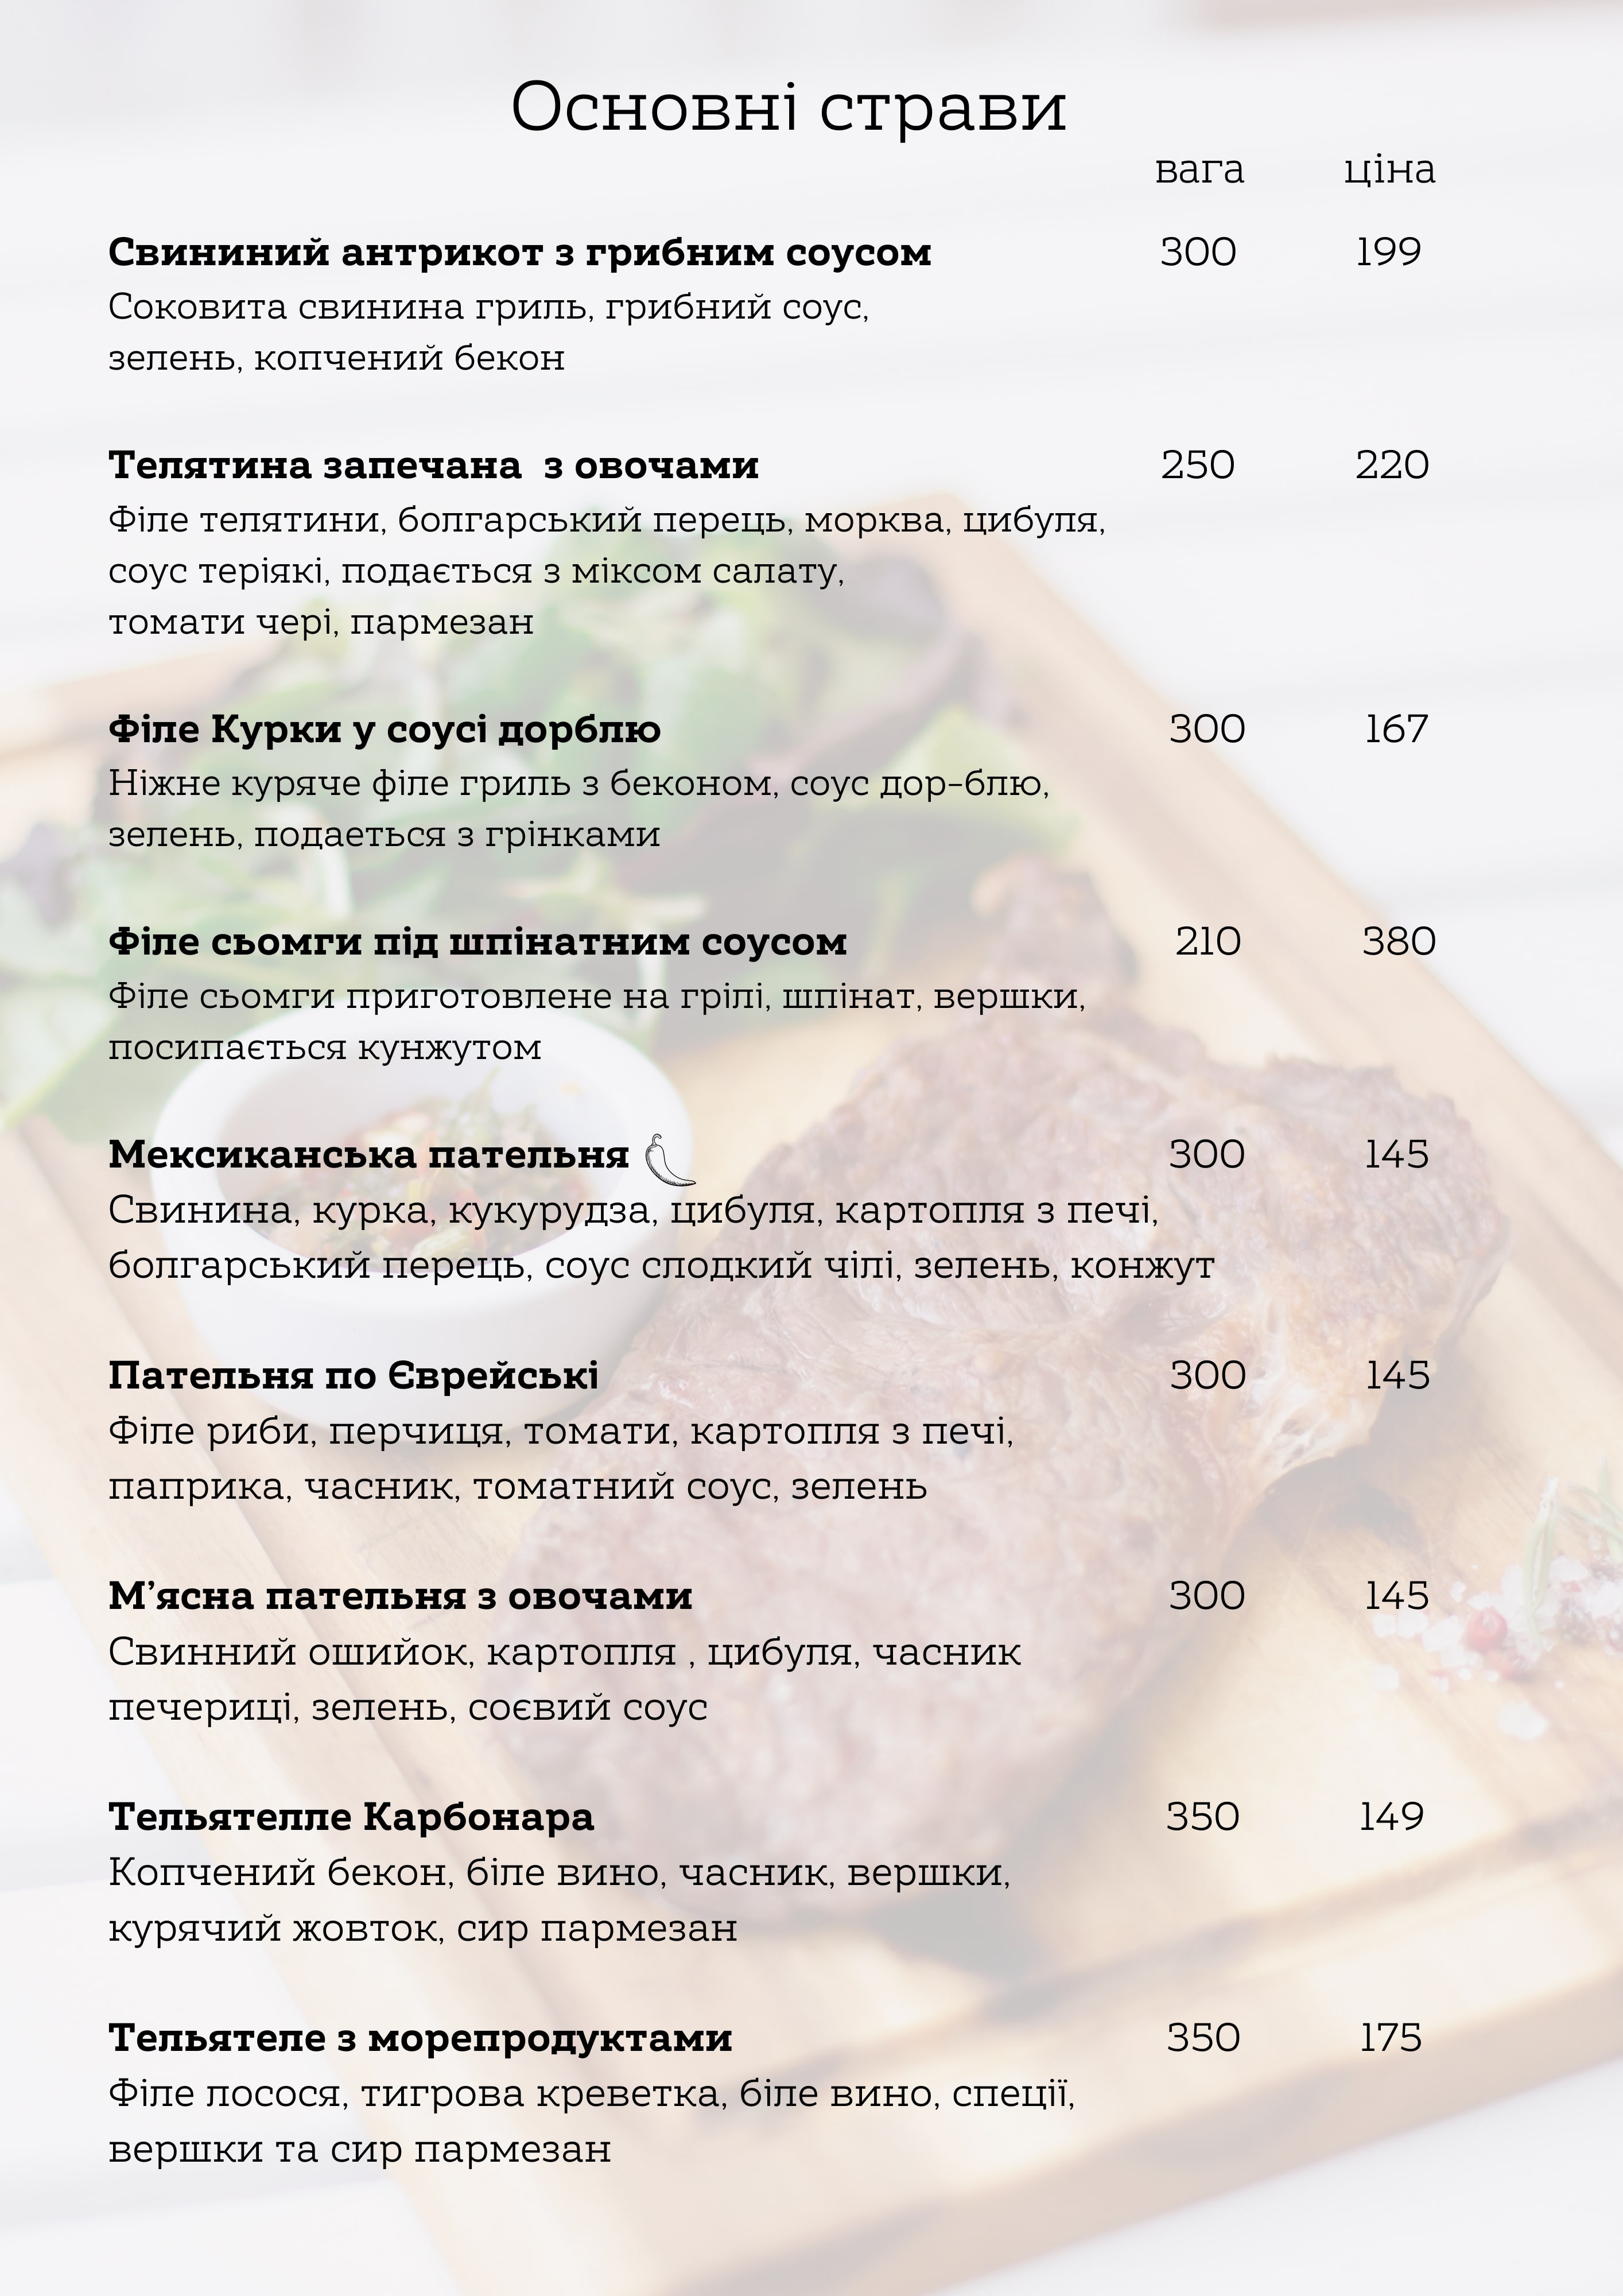 Основні страви
вага ціна
Свининий антрикот з грибним соусом 300 199
Соковита свинина гриль, грибний соус,
зелень, копчений бекон
Телятина запечана з овочами 250 220
Філе телятини, болгарський перець, морква, цибуля,
соус теріякі, подається з міксом салату,
томати чері, пармезан
Філе Курки у соусі дорблю 300 167
Ніжне куряче філе гриль з беконом, соус дор-блю,
зелень, подаеться з грінками
Філе сьомги під шпінатним соусом 210 380
Філе сьомги приготовлене на грілі, шпінат, вершки,
посипається кунжутом
Мексиканська пательня 300 145
Свинина, курка, кукурудза, цибуля, картопля з печі,
болгарський перець, соус слодкий чілі, зелень, конжут
Пательня по Єврейські 300 145
Філе риби, перчиця, томати, картопля з печі,
паприка, часник, томатний соус, зелень
М’ясна пательня з овочами 300 145
Свинний ошийок, картопля , цибуля, часник
печериці, зелень, соєвий соус
Тельятелле Карбонара 350 149
Копчений бекон, біле вино, часник, вершки,
курячий жовток, сир пармезан
Тельятеле з морепродуктами 350 175
Філе лосося, тигрова креветка, біле вино, спеції,
вершки та сир пармезан